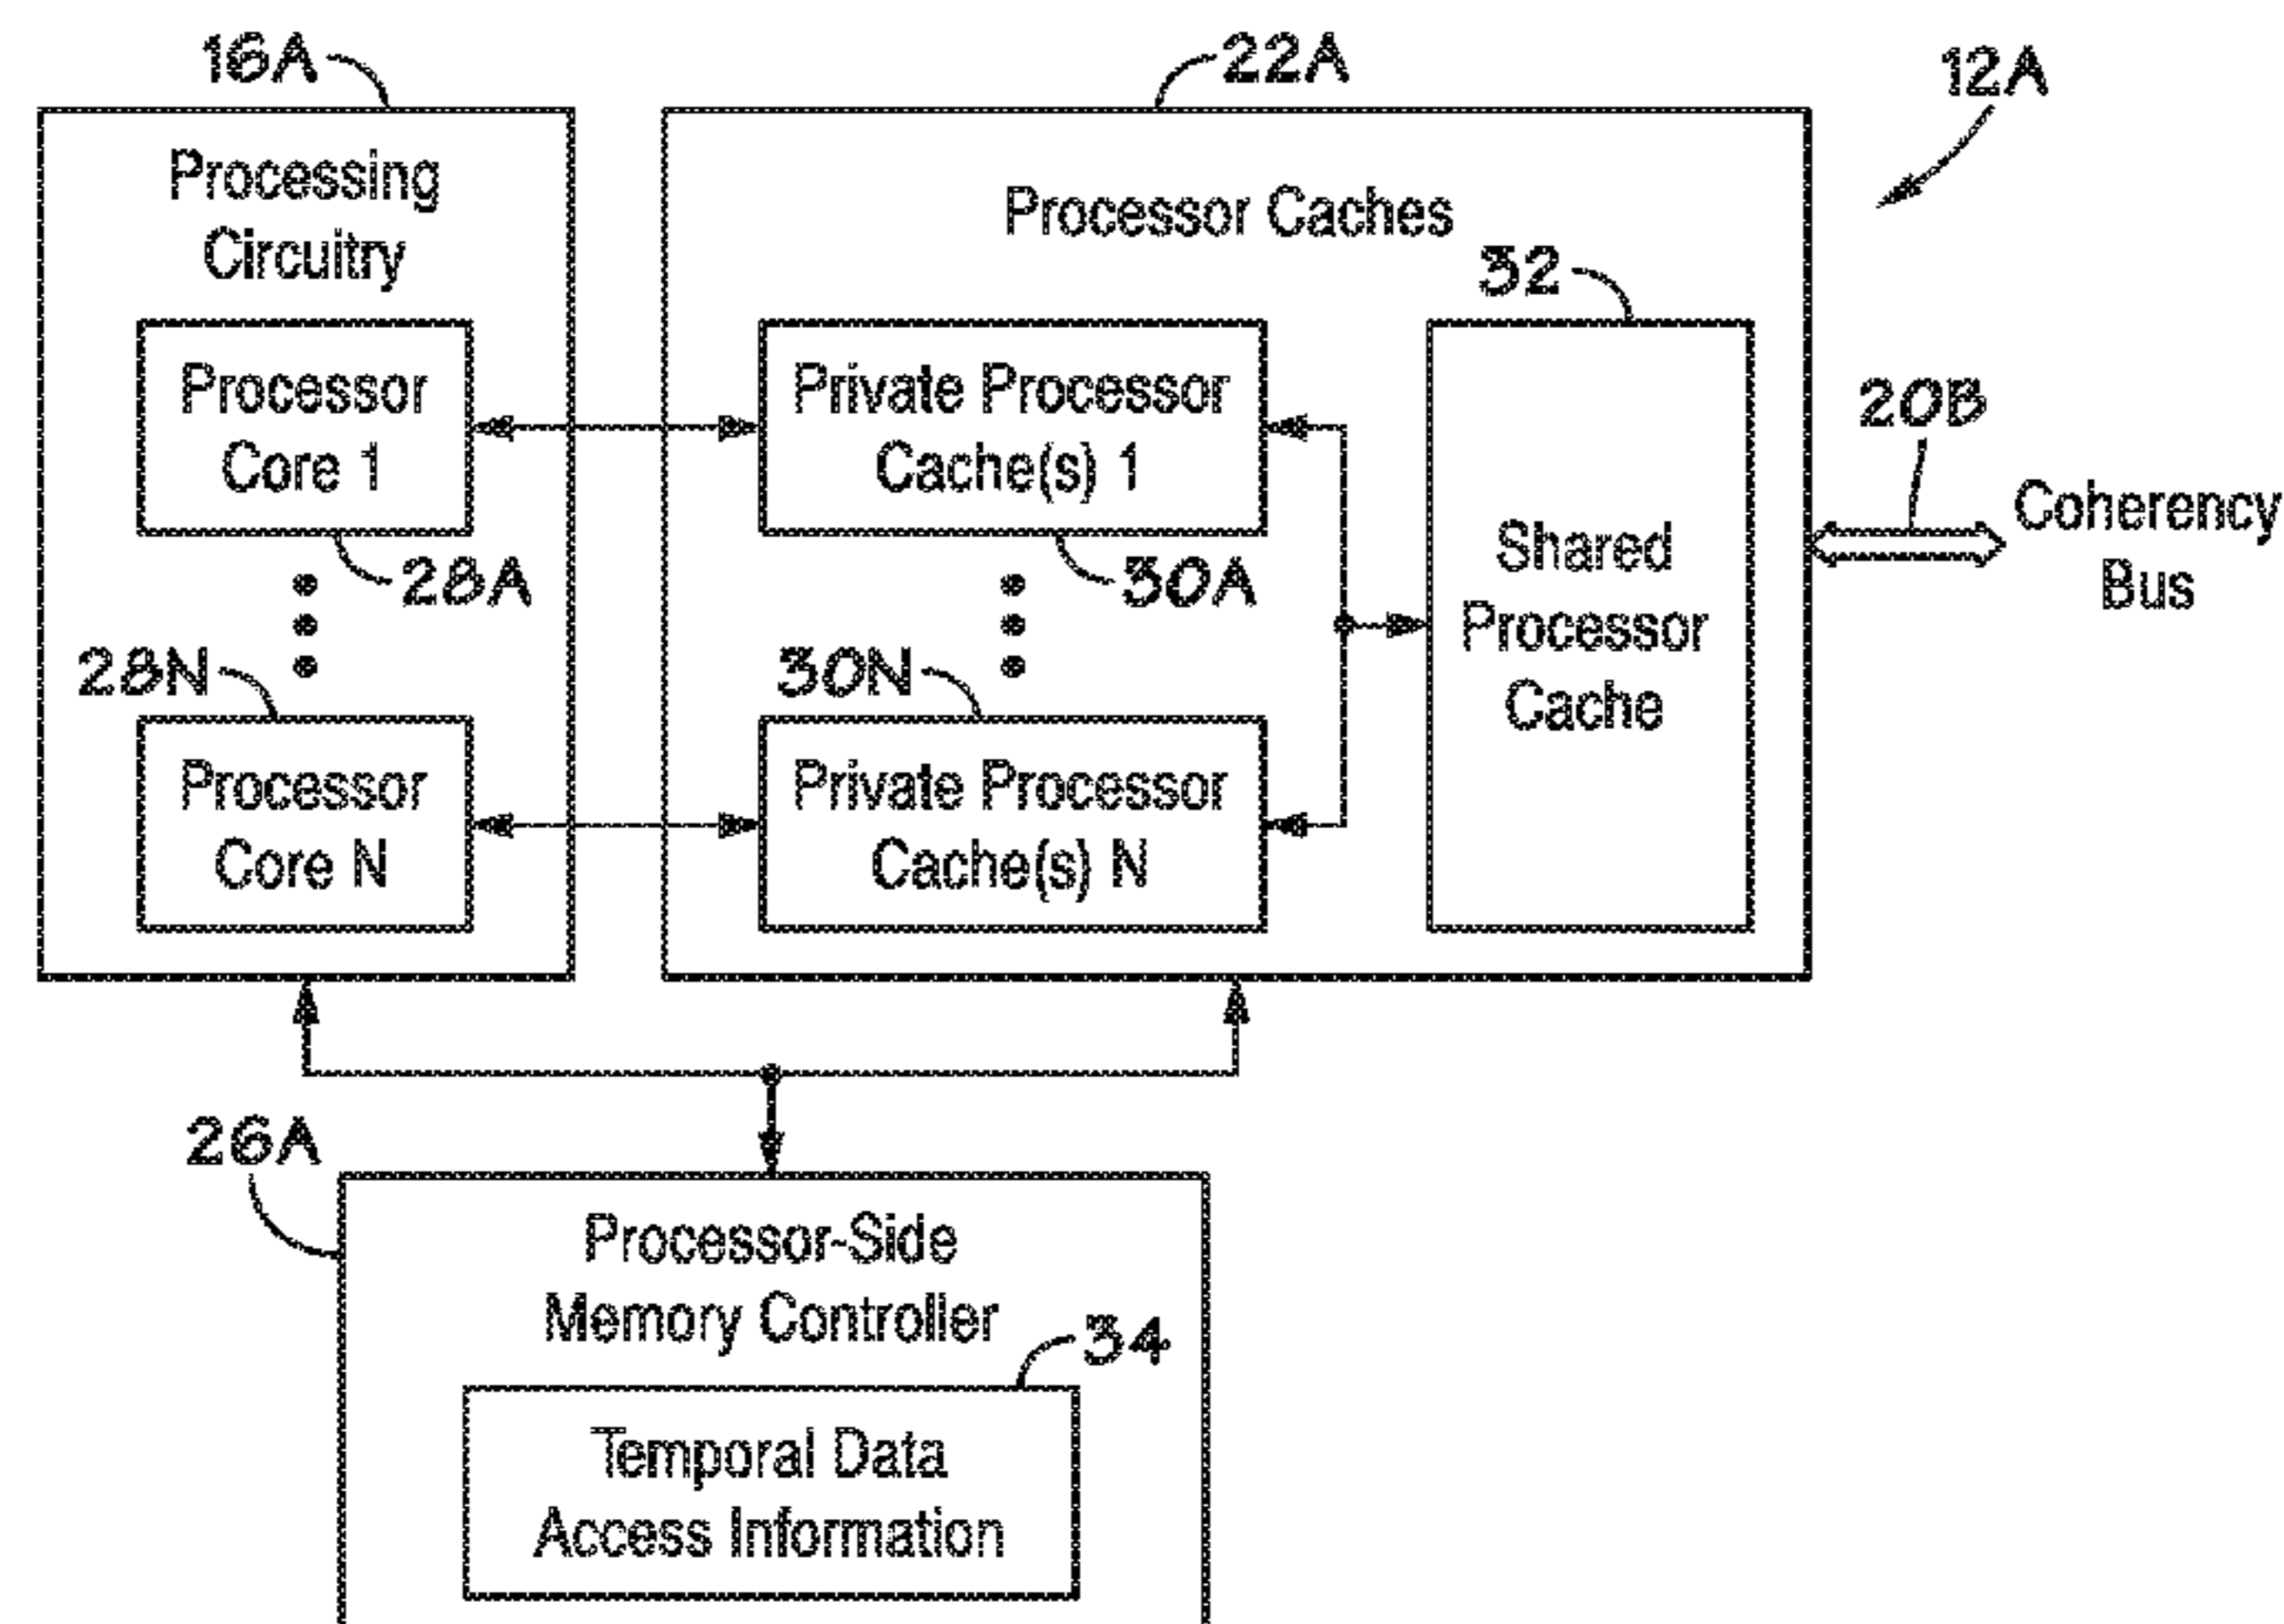 16A
22A
12A
Processing
Circuitry
Processor Caches
32
Processor
Core 1
Private Processor
Cache(s) 1
Shared
Processor
Cache
20B
Coherency
Bus
28A
30A
28N
30N
Processor
Core N
Private Processor
Cache(s) N
26A
Processor-Side
Memory Controller
34
Temporal Data
Access Information